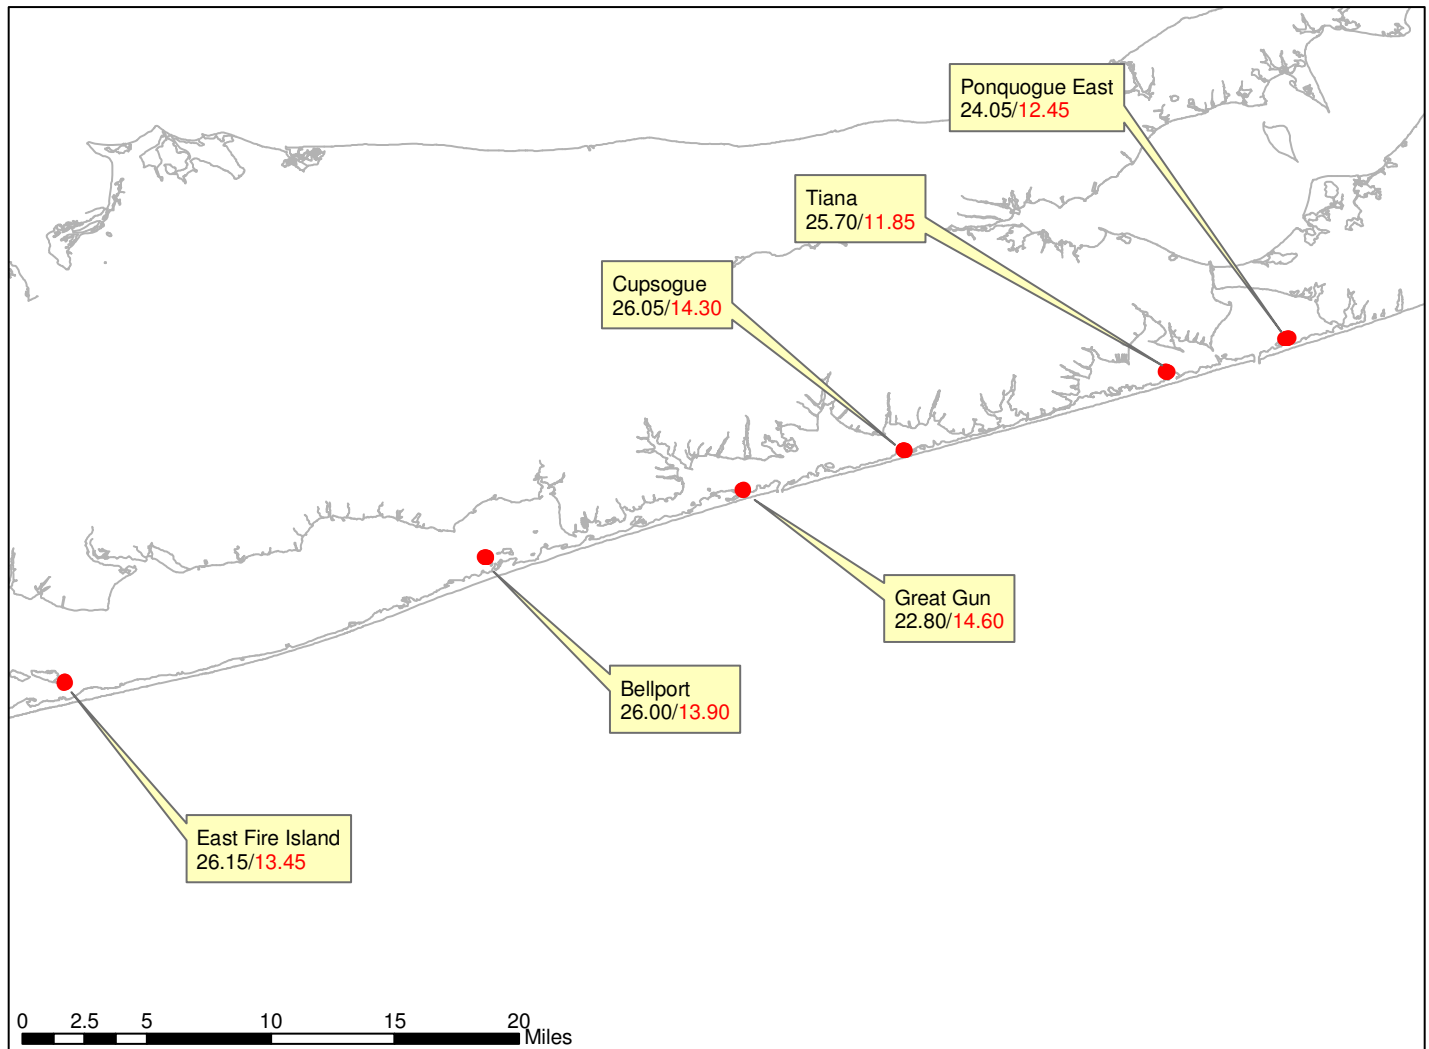 Ponquogue East
24.05/12.45
Tiana
25.70/11.85
Cupsogue
26.05/14.30
Great Gun
22.80/14.60
Bellport
26.00/13.90
East Fire Island
26.15/13.45
0 2.5 5 10 15 20
Miles